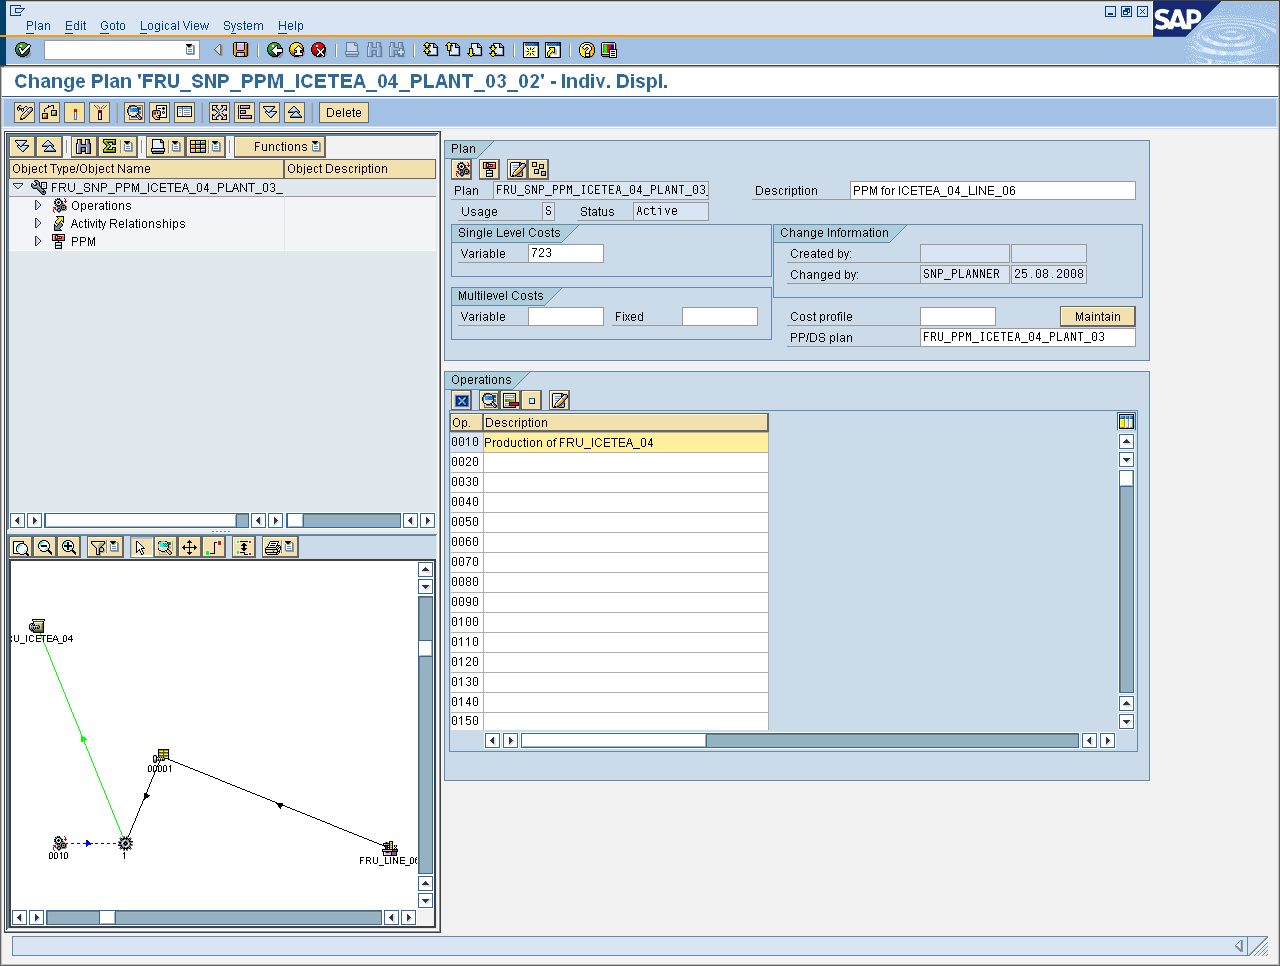 Plan Edit Goto Logical View System Help
SAP
Change Plan 'FRU_SNP_PPM_ICETEA_04_PLANT_03_02' - Indiv. Displ.
Delete
Functions
Object Type/Object Name Object Description
FRU_SNP_PPM_ICETEA_04_PLANT_03_
Operations
Activity Relationships
PPM
Plan
Plan FRU_SNP_PPM_ICETEA_04_PLANT_03_ Description PPM for ICETEA_04_LINE_06
Usage S Status Active
Single Level Costs
Variable 723
Change Information
Created by:
Changed by: SNP_PLANNER 25.08.2008
Multilevel Costs
Variable Fixed
Cost profile Maintain
PP/DS plan FRU_PPM_ICETEA_04_PLANT_03
Operations
Op. Description
0010 Production of FRU_ICETEA_04
0020
0030
0040
0050
0060
0070
0080
0090
0100
0110
0120
0130
0140
0150
RU_ICETEA_04
00001
0010
1
FRU_LINE_06